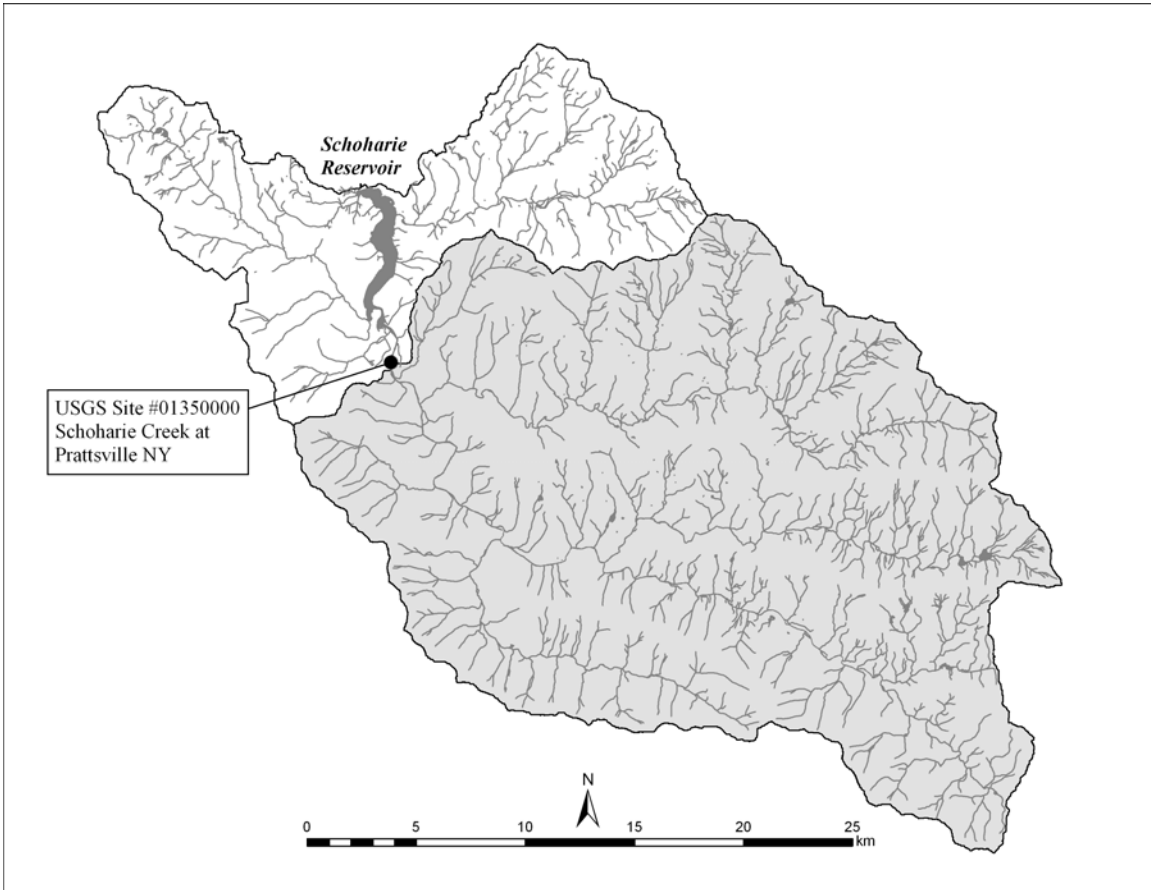 Schoharie
Reservoir
USGS Site #01350000
Schoharie Creek at
Prattsville NY
N
0 5 10 15 20 25
km